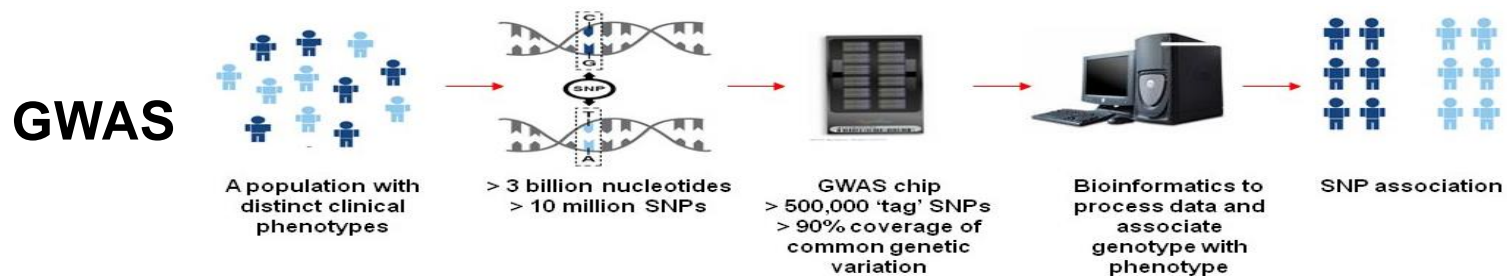 GWAS
C
G
SNP
T
A
A population with
distinct clinical
phenotypes
> 3 billion nucleotides
> 10 million SNPs
GWAS chip
> 500,000 ‘tag’ SNPs
> 90% coverage of
common genetic
variation
Bioinformatics to
process data and
associate
genotype with
phenotype
SNP association